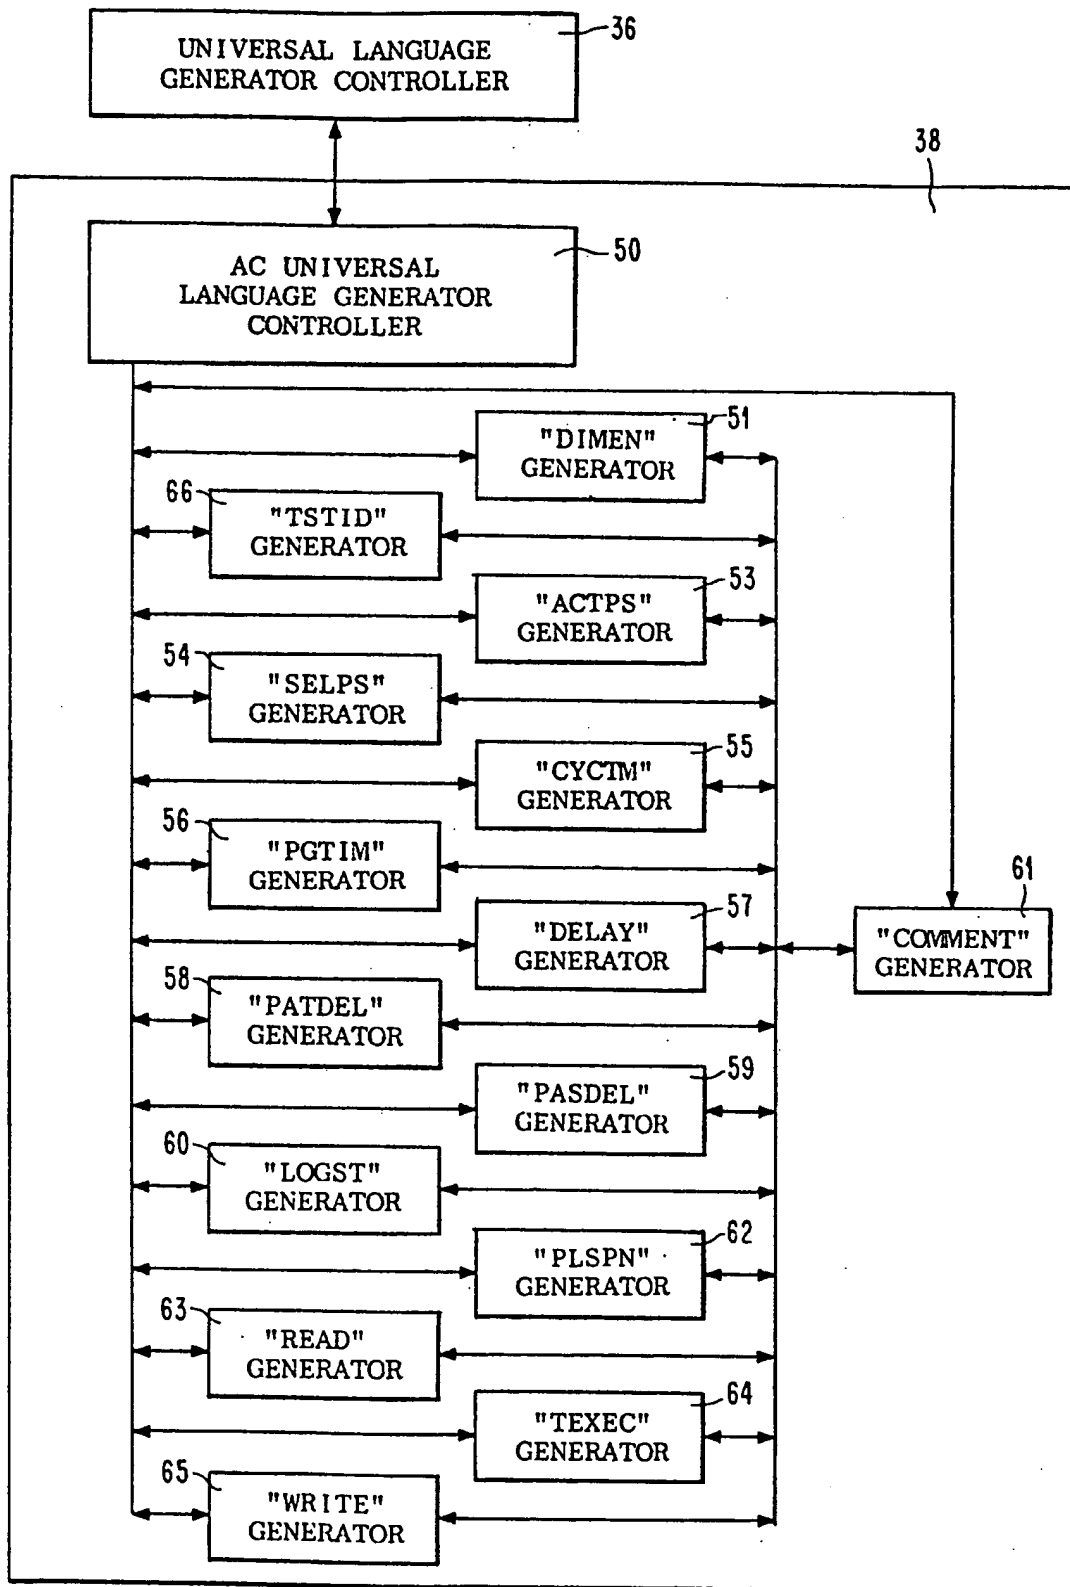 36
UNIVERSAL LANGUAGE
GENERATOR CONTROLLER
38
50
AC UNIVERSAL
LANGUAGE GENERATOR
CONTROLLER
51
"DIMEN"
GENERATOR
66
"TSTID"
GENERATOR
53
"ACTPS"
GENERATOR
54
"SELPS"
GENERATOR
55
"CYCTM"
GENERATOR
56
"PGTIM"
GENERATOR
57
"DELAY"
GENERATOR
61
"COMMENT"
GENERATOR
58
"PATDEL"
GENERATOR
59
"PASDEL"
GENERATOR
60
"LOGST"
GENERATOR
62
"PLSPN"
GENERATOR
63
"READ"
GENERATOR
64
"TEXEC"
GENERATOR
65
"WRITE"
GENERATOR